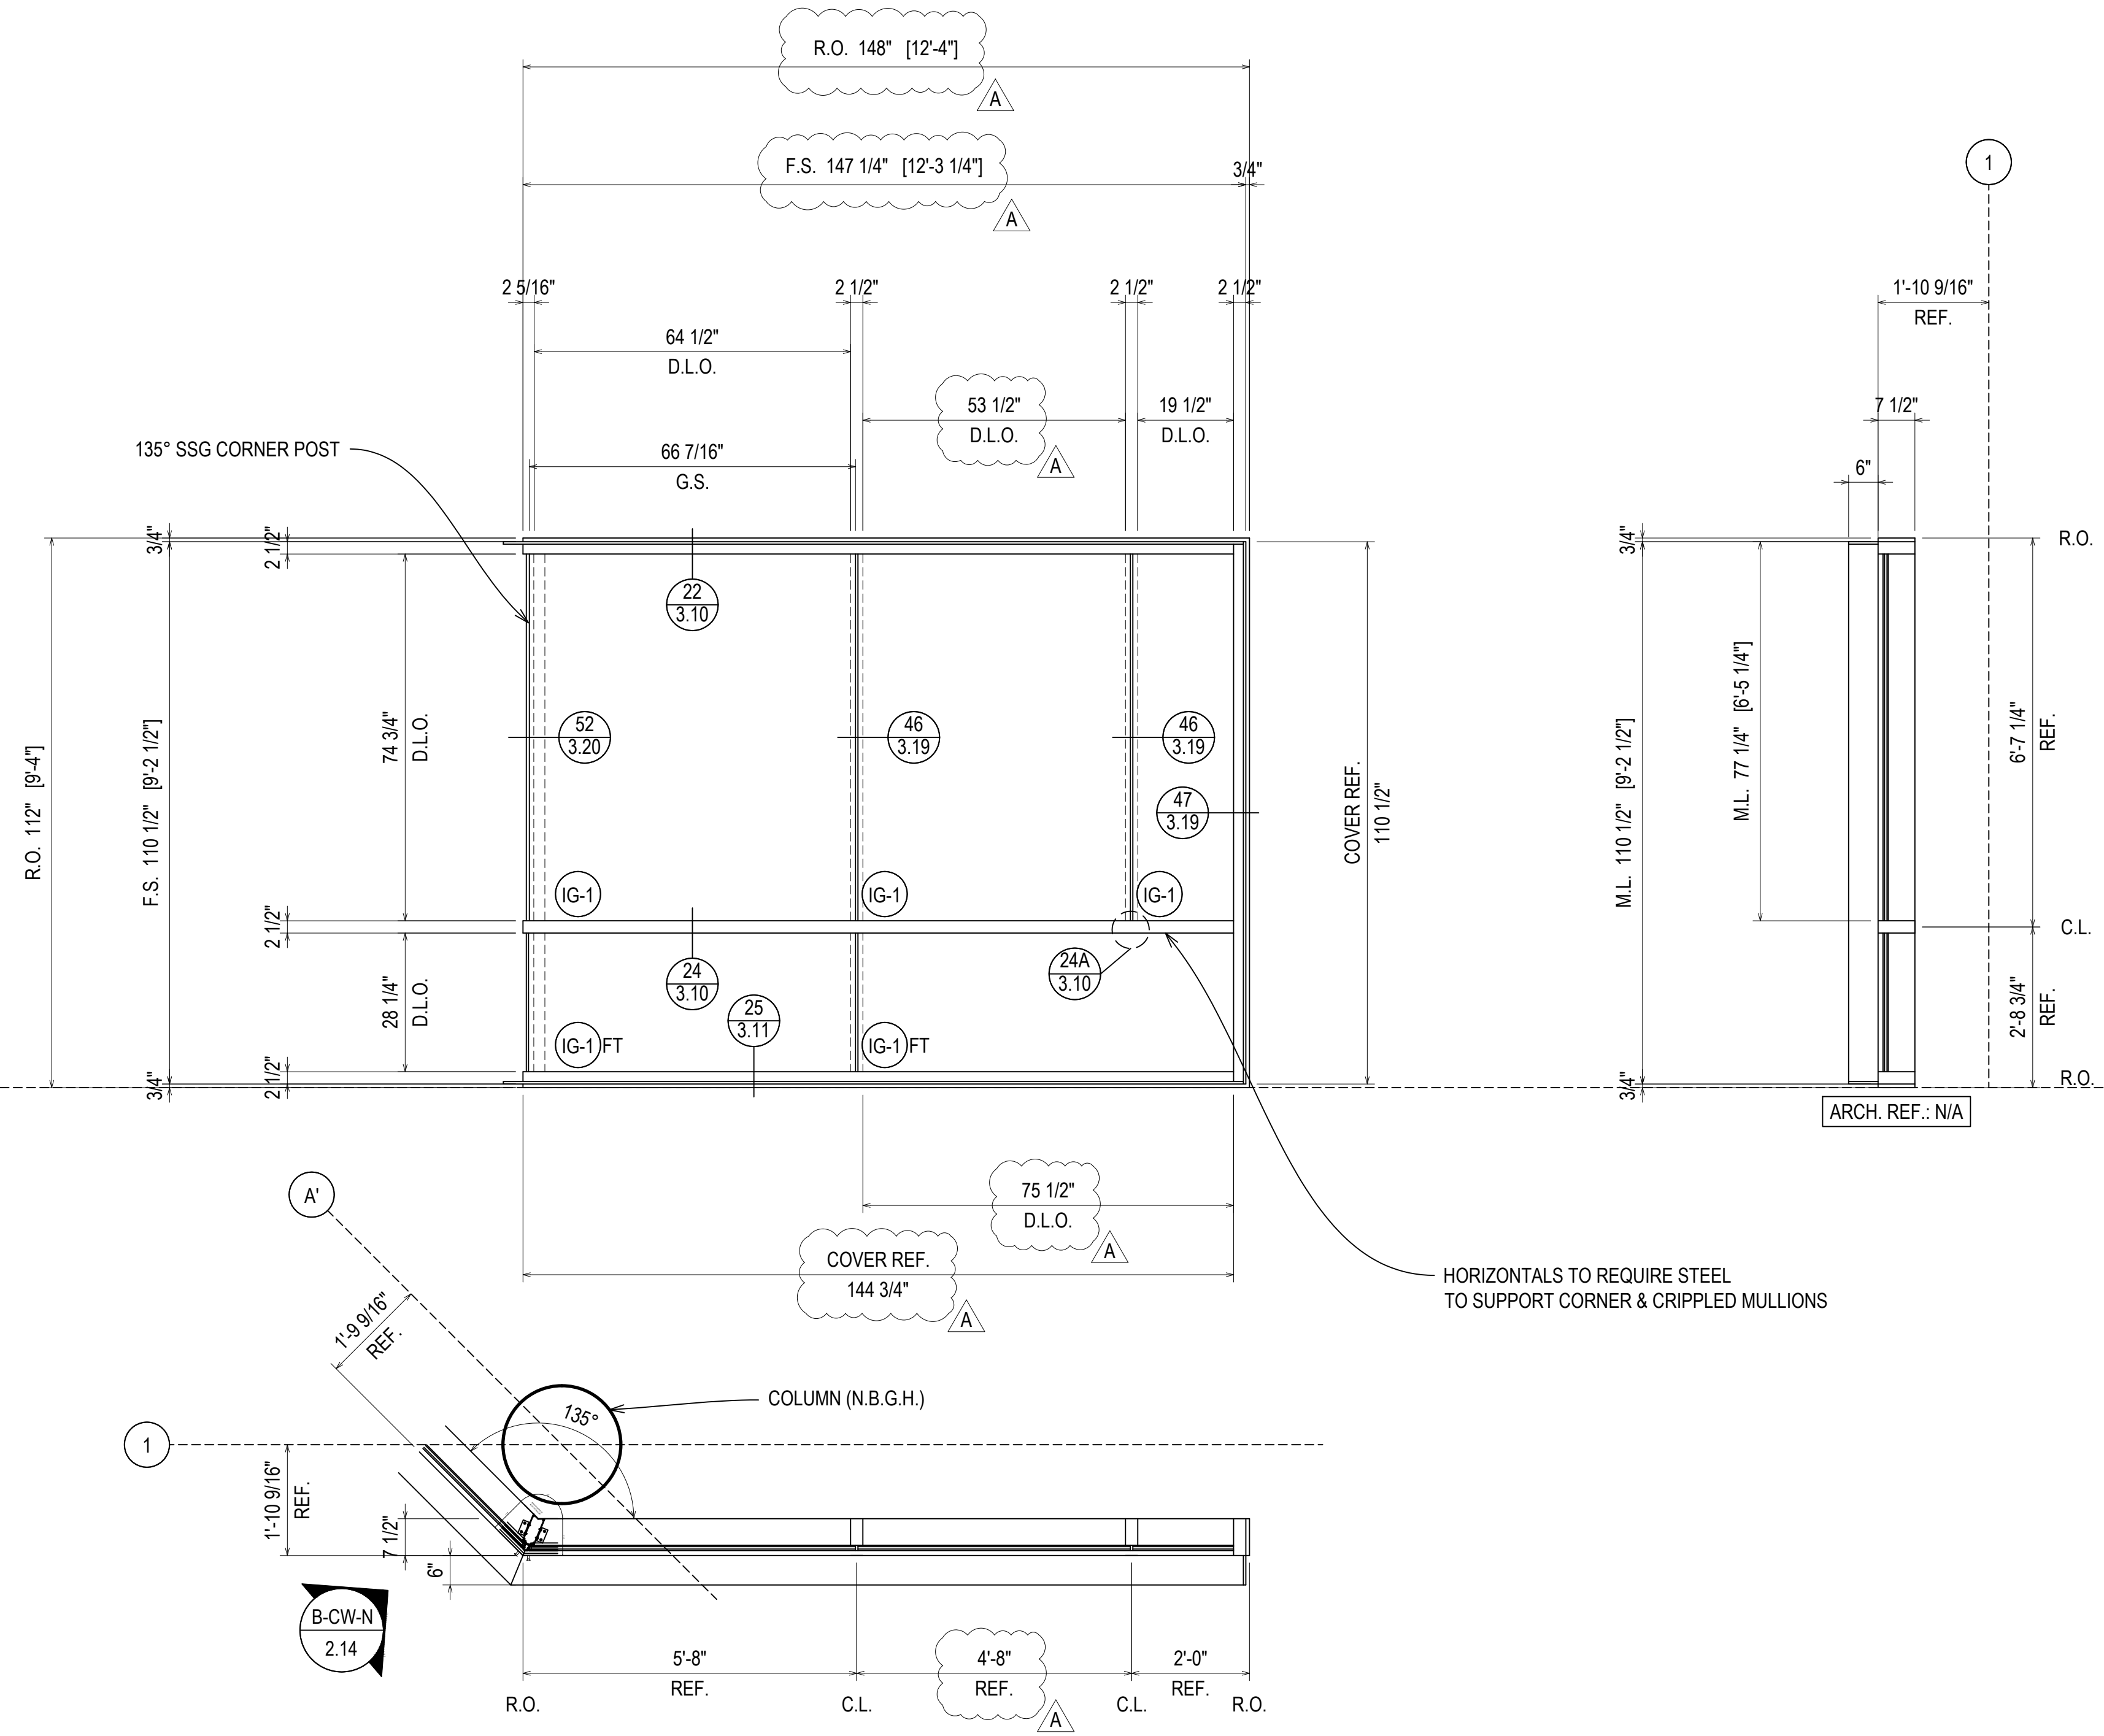 R.O. 148" [12'-4"]
A
F.S. 147 1/4" [12'-3 1/4"]
3/4"
A
1
2 5/16"
2 1/2"
2 1/2"
2 1/2"
1'-10 9/16"
REF.
64 1/2"
D.L.O.
53 1/2"
D.L.O.
A
19 1/2"
D.L.O.
7 1/2"
135° SSG CORNER POST
66 7/16"
G.S.
6"
R.O. 112" [9'-4"]
3/4"
F.S. 110 1/2" [9'-2 1/2"]
3/4"
2 1/2"
74 3/4"
D.L.O.
2 1/2"
28 1/4"
D.L.O.
2 1/2"
22
3.10
52
3.20
46
3.19
46
3.19
47
3.19
IG-1
IG-1
IG-1
24
3.10
24A
3.10
25
3.11
IG-1 FT
IG-1 FT
COVER REF.
110 1/2"
3/4"
M.L. 110 1/2" [9'-2 1/2"]
3/4"
M.L. 77 1/4" [6'-5 1/4"]
R.O.
6'-7 1/4"
REF.
C.L.
2'-8 3/4"
REF.
R.O.
ARCH. REF.: N/A
75 1/2"
D.L.O.
A
COVER REF.
144 3/4"
A
HORIZONTALS TO REQUIRE STEEL
TO SUPPORT CORNER & CRIPPLED MULLIONS
A'
1'-9 9/16"
REF.
COLUMN (N.B.G.H.)
135°
1
1'-10 9/16"
REF.
7 1/2"
6"
B-CW-N
2.14
5'-8"
REF.
4'-8"
REF.
A
2'-0"
REF.
R.O.
C.L.
C.L.
R.O.